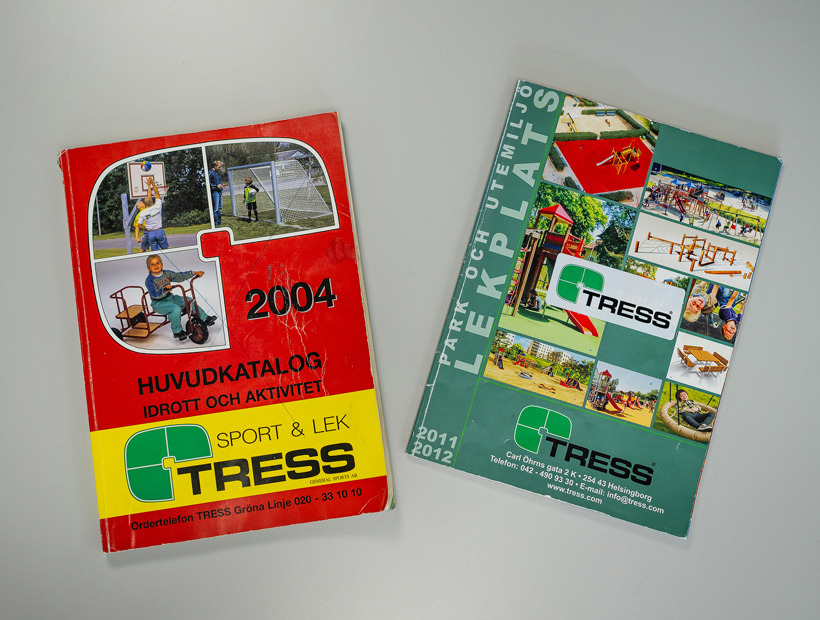 2004
HUVUDKATALOG
IDROTT OCH AKTIVITET
SPORT & LEK
TRESS
GENERAL SPORTS AB
Ordertelefon TRESS Gröna Linje 020 - 33 10 10
PARK OCH UTEMILJÖ
LEKPLATS
TRESS
2011
2012
TRESS
Carl Öhrns gata 2 K • 254 43 Helsingborg
Telefon: 042 - 490 93 30 • E-mail: info@tress.com
www.tress.com